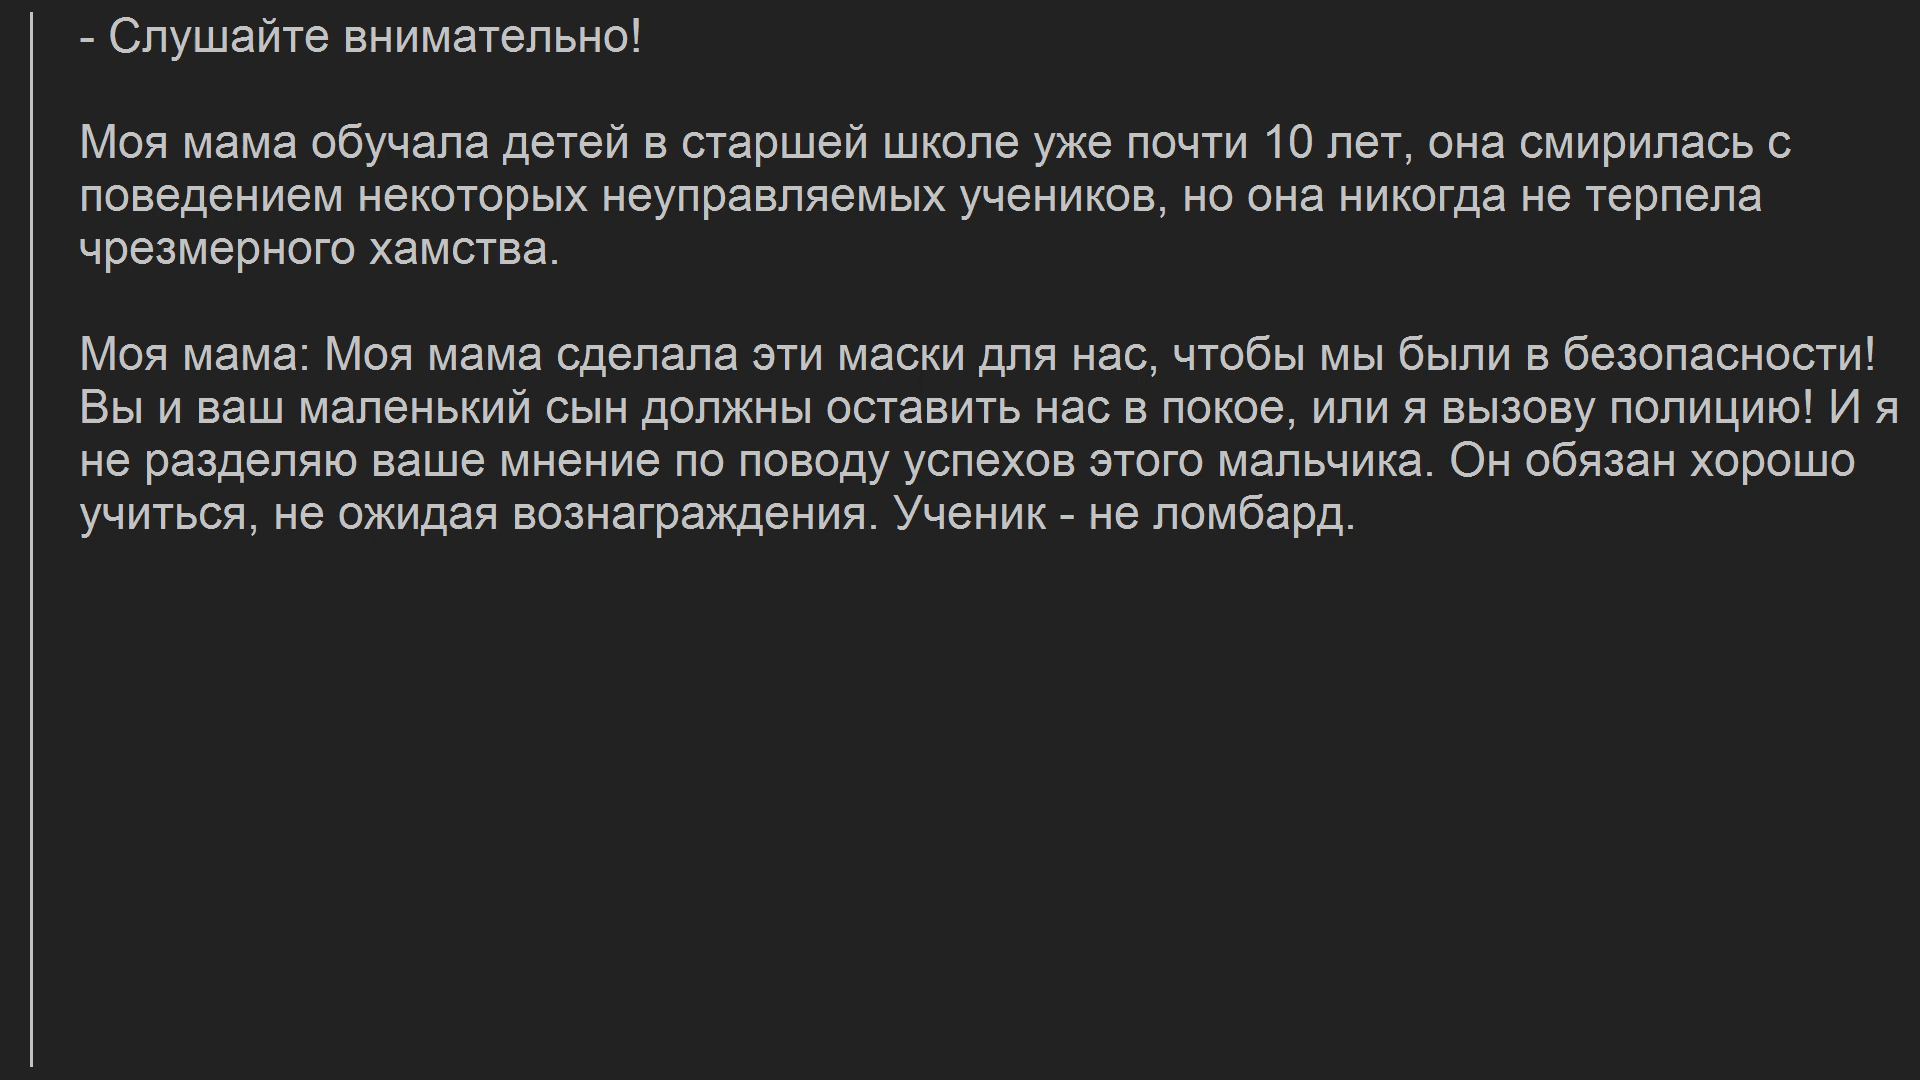 - Слушайте внимательно!
Моя мама обучала детей в старшей школе уже почти 10 лет, она смирилась с
поведением некоторых неуправляемых учеников, но она никогда не терпела
чрезмерного хамства.
Моя мама: Моя мама сделала эти маски для нас, чтобы мы были в безопасности!
Вы и ваш маленький сын должны оставить нас в покое, или я вызову полицию! И я
не разделяю ваше мнение по поводу успехов этого мальчика. Он обязан хорошо
учиться, не ожидая вознаграждения. Ученик - не ломбард.